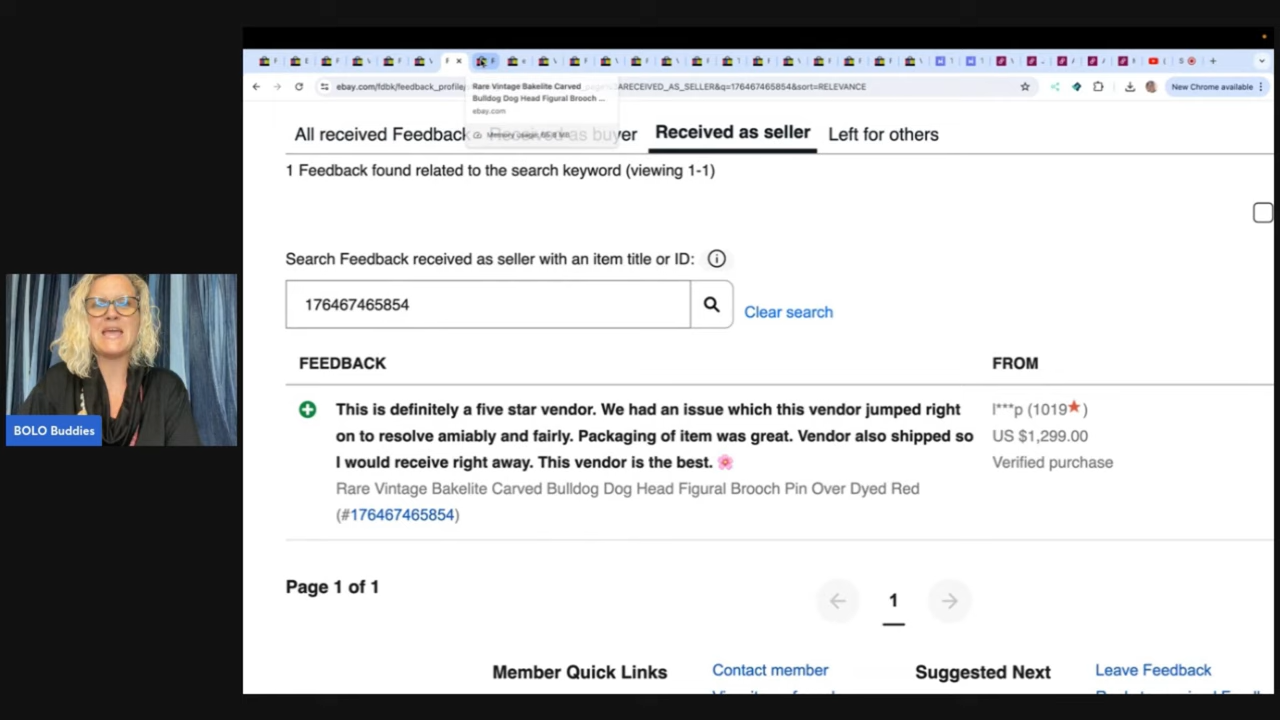 ebay.com/fdbk/feedback_profile/
RECEIVED_AS_SELLER&q=176467465854&sort=RELEVANCE
New Chrome available
Rare Vintage Bakelite Carved
Bulldog Dog Head Figural Brooch ...
ebay.com
Memory usage:
All received Feedback
Received as buyer
Received as seller
Left for others
1 Feedback found related to the search keyword (viewing 1-1)
Search Feedback received as seller with an item title or ID:
176467465854
Clear search
FEEDBACK
FROM
This is definitely a five star vendor. We had an issue which this vendor jumped right
on to resolve amiably and fairly. Packaging of item was great. Vendor also shipped so
I would receive right away. This vendor is the best. 🌸
l***p (1019★)
US $1,299.00
Verified purchase
Rare Vintage Bakelite Carved Bulldog Dog Head Figural Brooch Pin Over Dyed Red
(#176467465854)
BOLO Buddies
Page 1 of 1
1
Member Quick Links
Contact member
Suggested Next
Leave Feedback